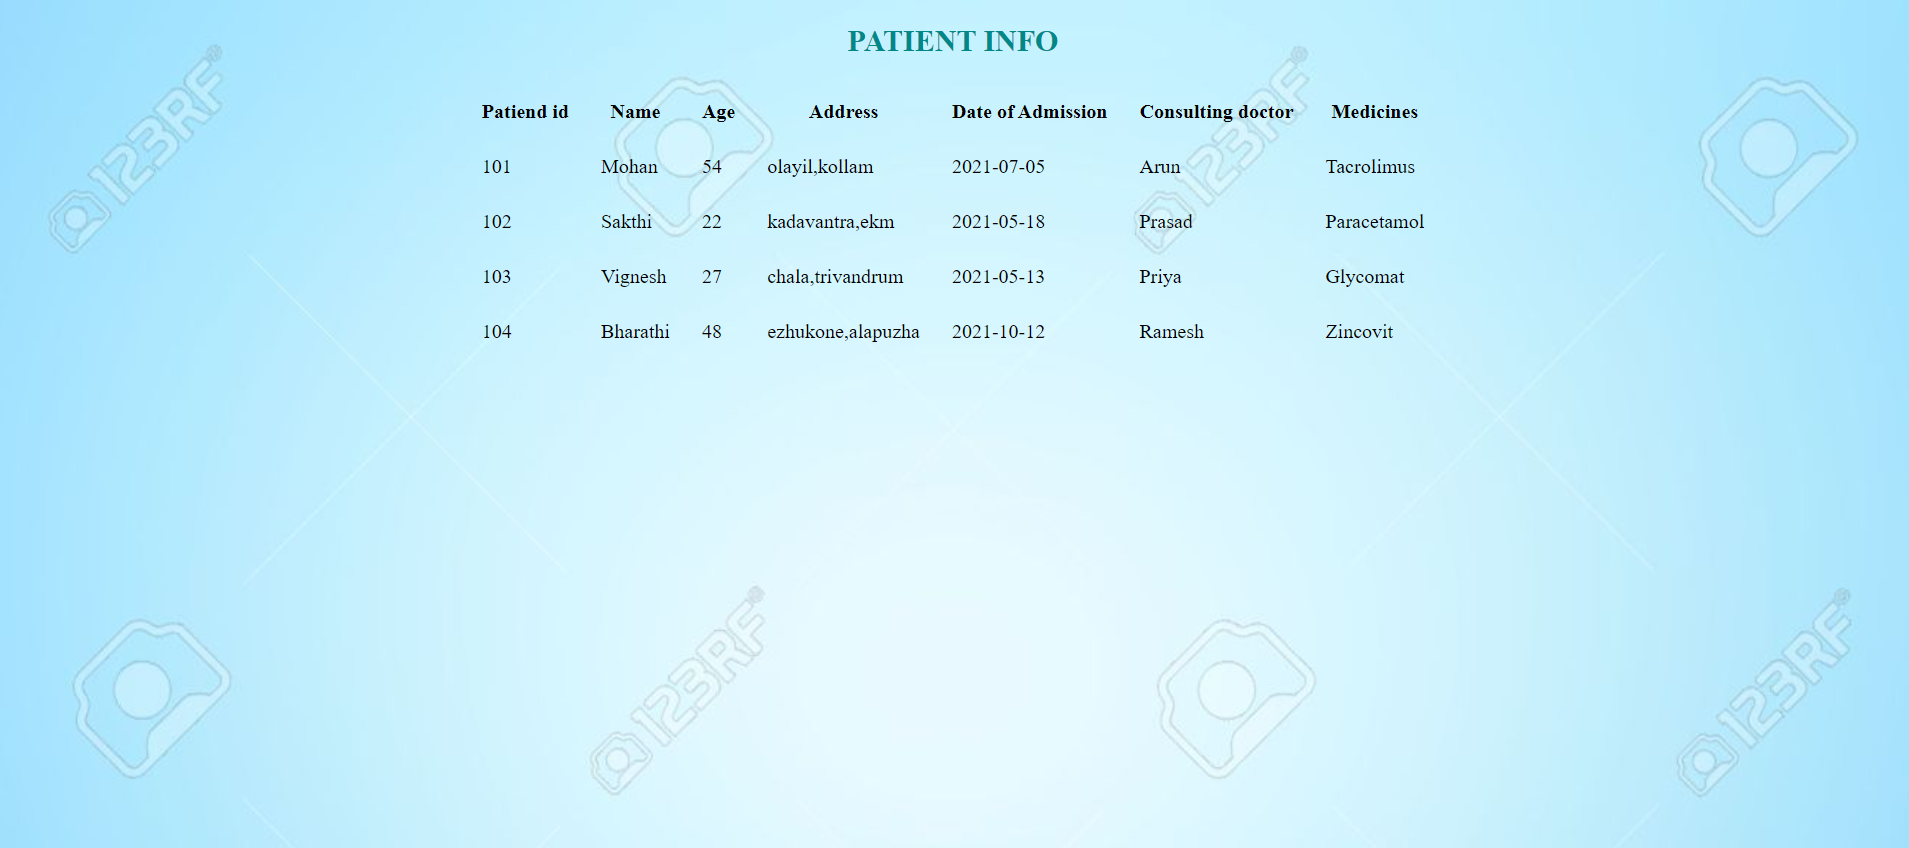 PATIENT INFO
Patiend id Name Age Address Date of Admission Consulting doctor Medicines
101 Mohan 54 olayil,kollam 2021-07-05 Arun Tacrolimus
102 Sakthi 22 kadavantra,ekm 2021-05-18 Prasad Paracetamol
103 Vignesh 27 chala,trivandrum 2021-05-13 Priya Glycomat
104 Bharathi 48 ezhukone,alapuzha 2021-10-12 Ramesh Zincovit
123RF
123RF
123RF
123RF